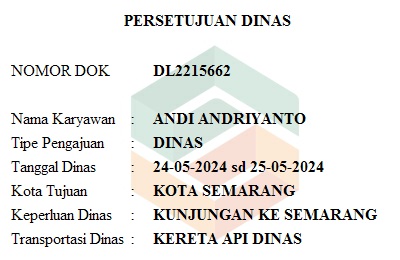 PERSETUJUAN DINAS
NOMOR DOK DL2215662
Nama Karyawan : ANDI ANDRIYANTO
Tipe Pengajuan : DINAS
Tanggal Dinas : 24-05-2024 sd 25-05-2024
Kota Tujuan : KOTA SEMARANG
Keperluan Dinas : KUNJUNGAN KE SEMARANG
Transportasi Dinas : KERETA API DINAS